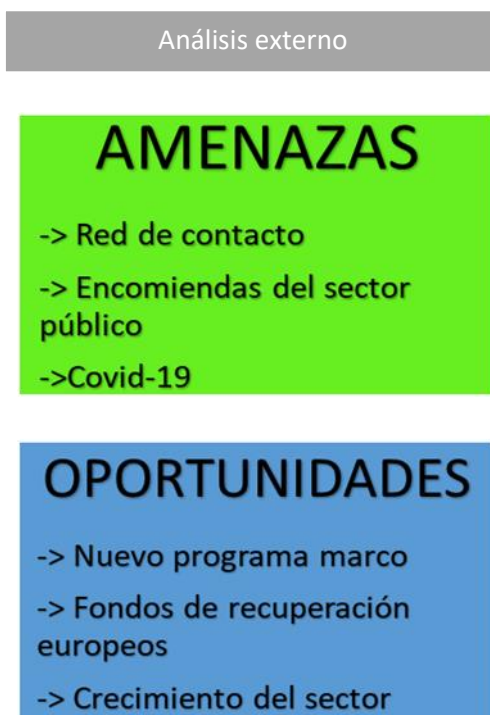 Análisis externo
AMENAZAS
-> Red de contacto
-> Encomiendas del sector
público
->Covid-19
OPORTUNIDADES
-> Nuevo programa marco
-> Fondos de recuperación
europeos
-> Crecimiento del sector